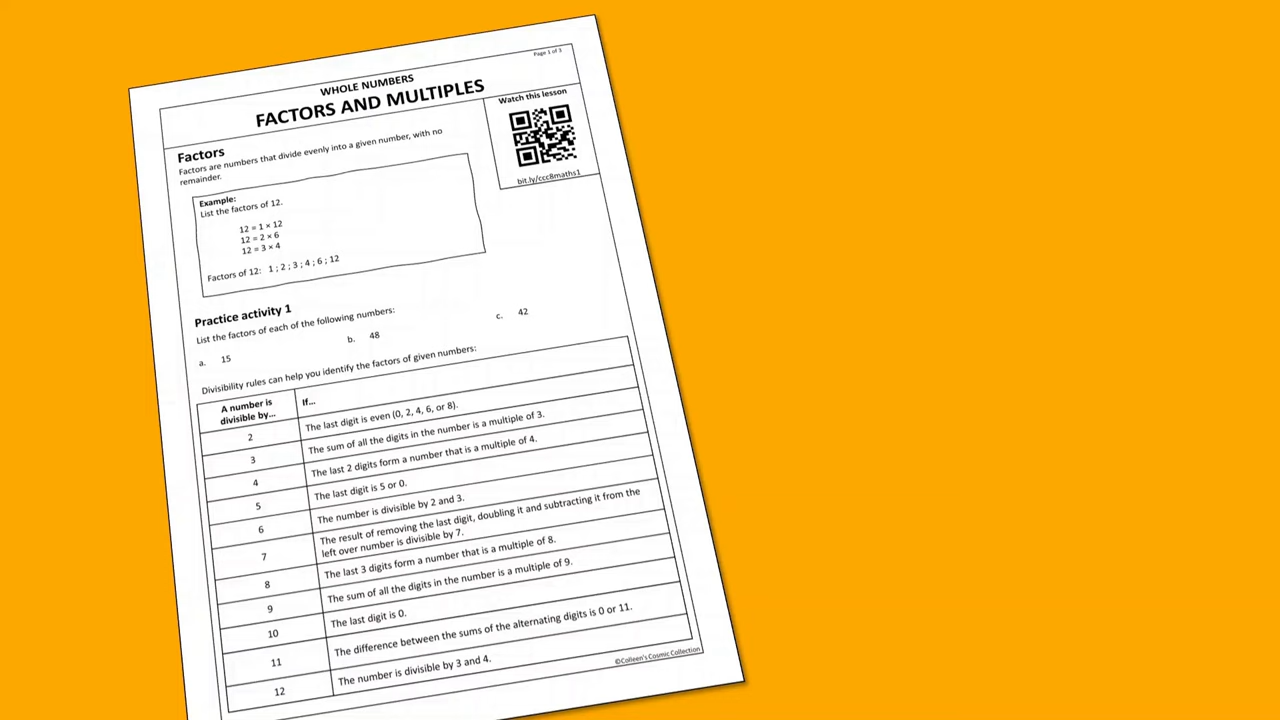 Page 1 of 3
WHOLE NUMBERS
FACTORS AND MULTIPLES
Watch this lesson
bit.ly/ccc8maths1
Factors
Factors are numbers that divide evenly into a given number, with no
remainder.
Example:
List the factors of 12.
12 = 1 × 12
12 = 2 × 6
12 = 3 × 4
Factors of 12: 1 ; 2 ; 3 ; 4 ; 6 ; 12
Practice activity 1
List the factors of each of the following numbers:
a. 15 b. 48 c. 42
Divisibility rules can help you identify the factors of given numbers:
A number is
divisible by... If...
2 The last digit is even (0, 2, 4, 6, or 8).
3 The sum of all the digits in the number is a multiple of 3.
4 The last 2 digits form a number that is a multiple of 4.
5 The last digit is 5 or 0.
6 The number is divisible by 2 and 3.
7 The result of removing the last digit, doubling it and subtracting it from the
left over number is divisible by 7.
8 The last 3 digits form a number that is a multiple of 8.
9 The sum of all the digits in the number is a multiple of 9.
10 The last digit is 0.
11 The difference between the sums of the alternating digits is 0 or 11.
12 The number is divisible by 3 and 4.
©Colleen's Cosmic Collection